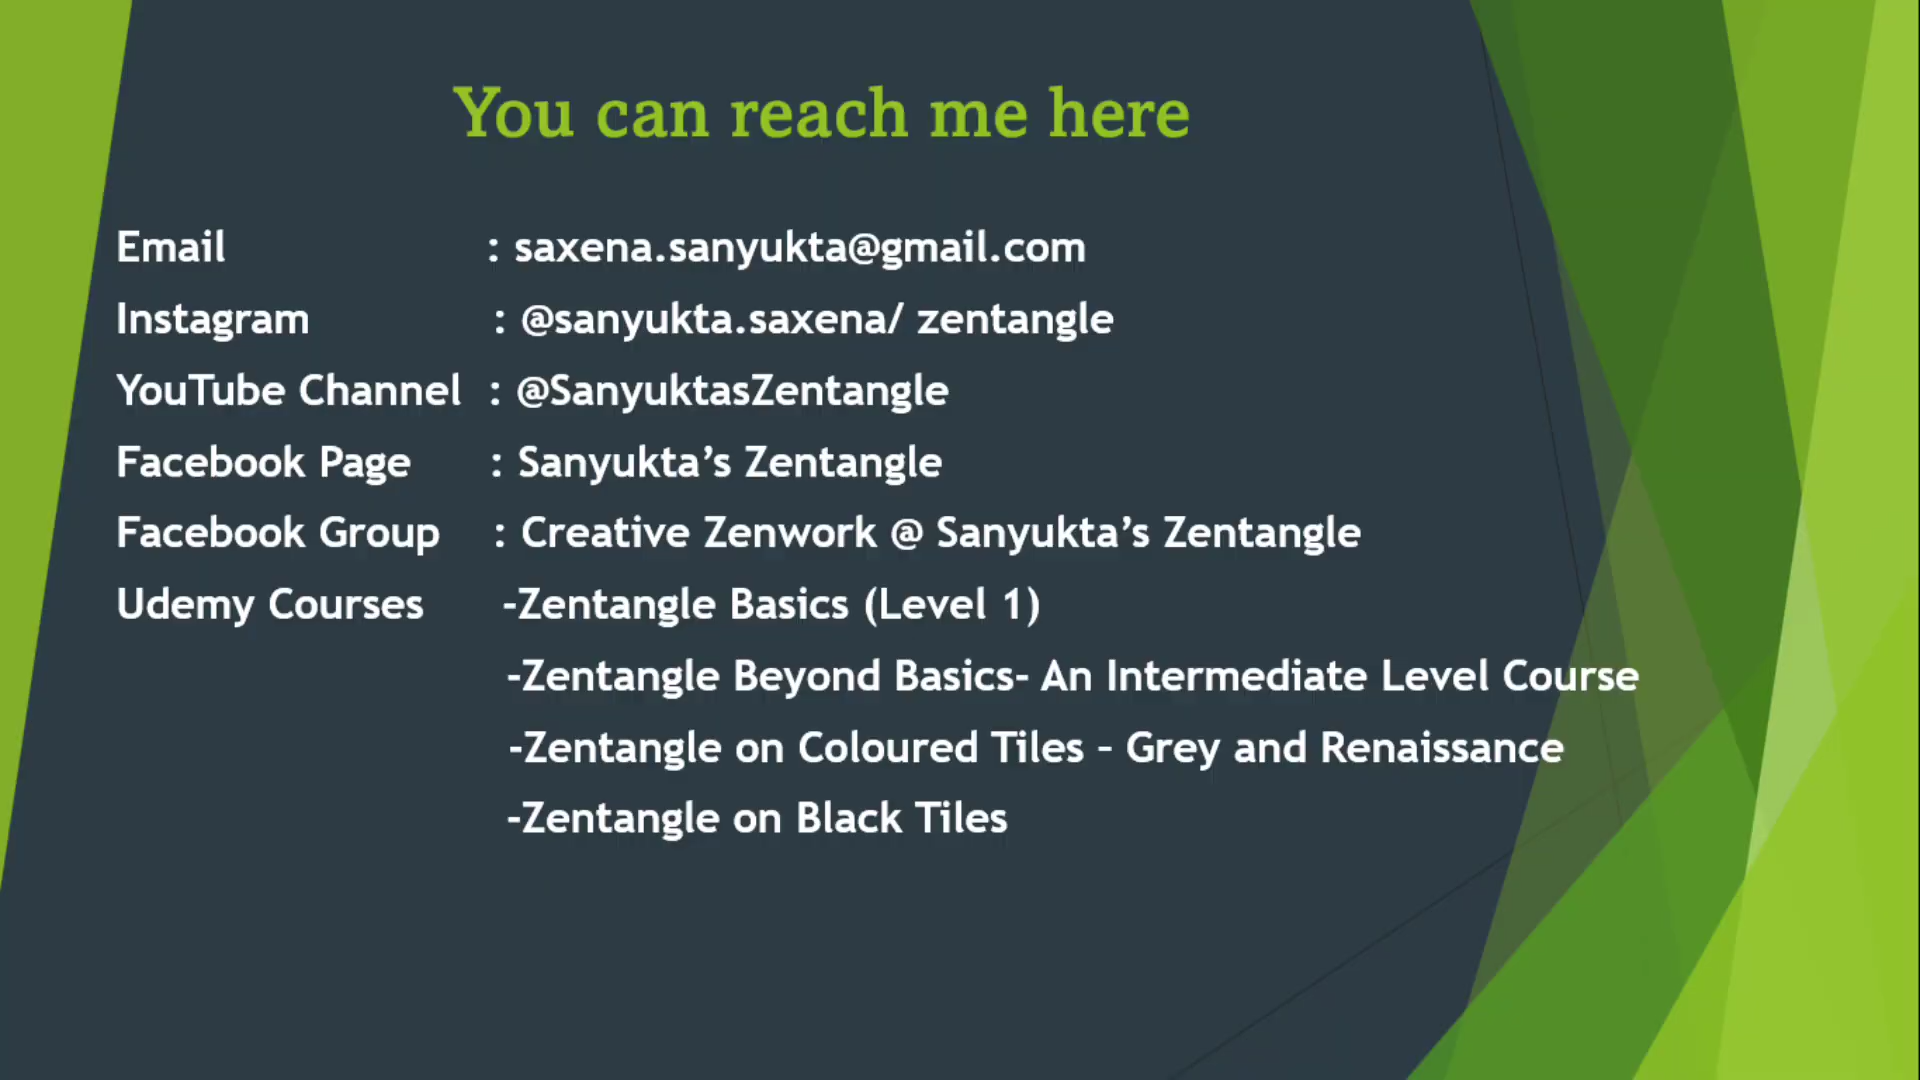 You can reach me here
Email : saxena.sanyukta@gmail.com
Instagram : @sanyukta.saxena/ zentangle
YouTube Channel : @SanyuktasZentangle
Facebook Page : Sanyukta’s Zentangle
Facebook Group : Creative Zenwork @ Sanyukta’s Zentangle
Udemy Courses -Zentangle Basics (Level 1)
-Zentangle Beyond Basics- An Intermediate Level Course
-Zentangle on Coloured Tiles – Grey and Renaissance
-Zentangle on Black Tiles